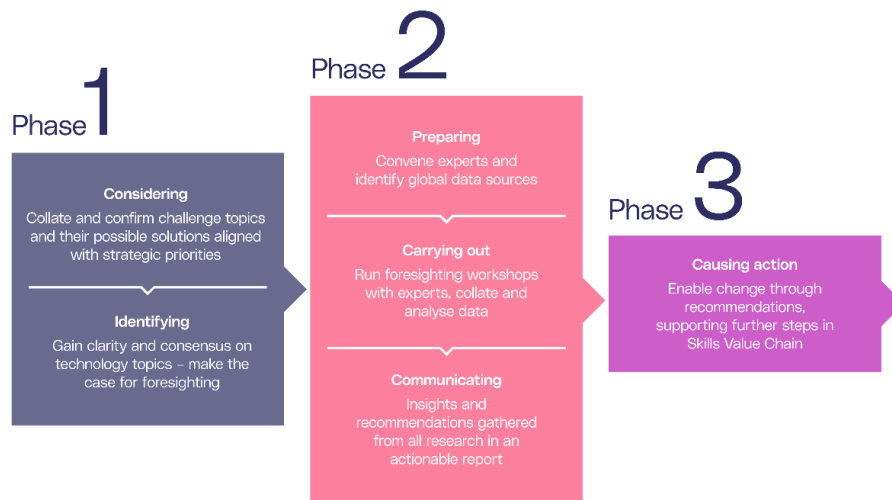 Phase 1
Considering
Collate and confirm challenge topics
and their possible solutions aligned
with strategic priorities
Identifying
Gain clarity and consensus on
technology topics – make the
case for foresighting
Phase 2
Preparing
Convene experts and
identify global data sources
Carrying out
Run foresighting workshops
with experts, collate and
analyse data
Communicating
Insights and
recommendations gathered
from all research in an
actionable report
Phase 3
Causing action
Enable change through
recommendations,
supporting further steps in
Skills Value Chain